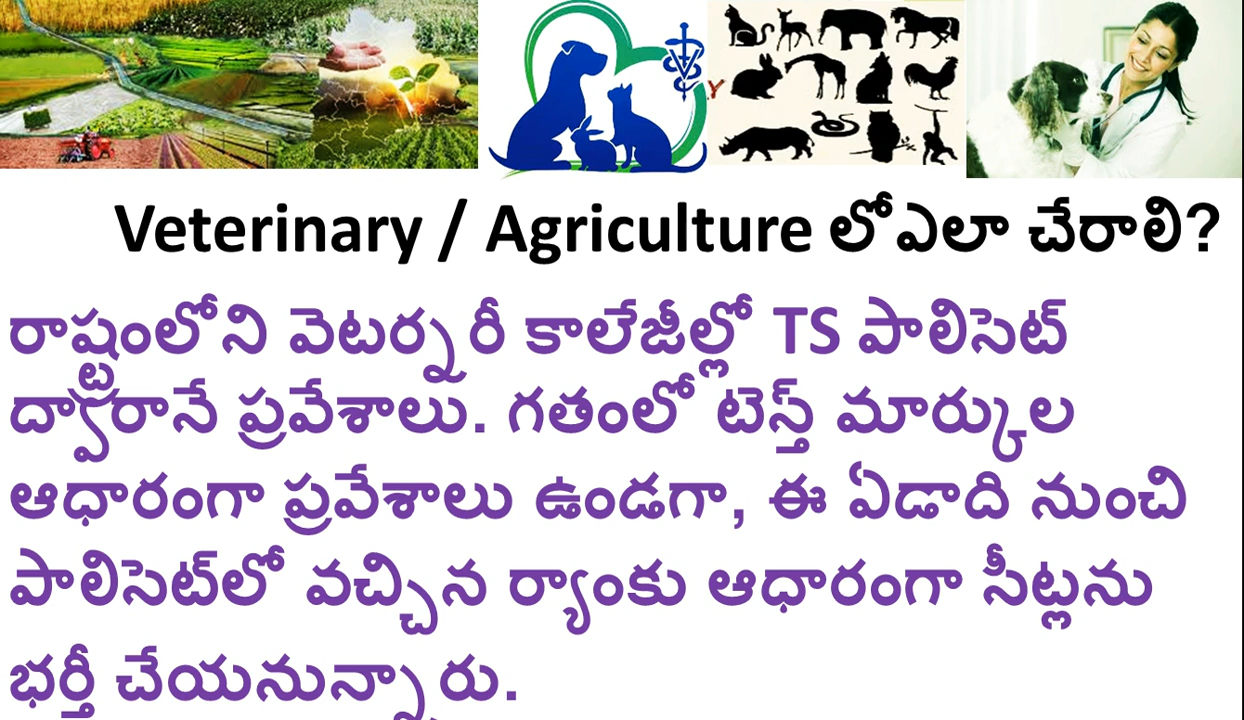 Veterinary / Agriculture లోఎలా చేరాలి?
రాష్ట్రంలోని వెటర్నరీ కాలేజీల్లో TS పాలిసెట్
ద్వారానే ప్రవేశాలు. గతంలో టెన్త్ మార్కుల
ఆధారంగా ప్రవేశాలు ఉండగా, ఈ ఏడాది నుంచి
పాలిసెట్‌లో వచ్చిన ర్యాంకు ఆధారంగా సీట్లను
భర్తీ చేయనున్నారు.